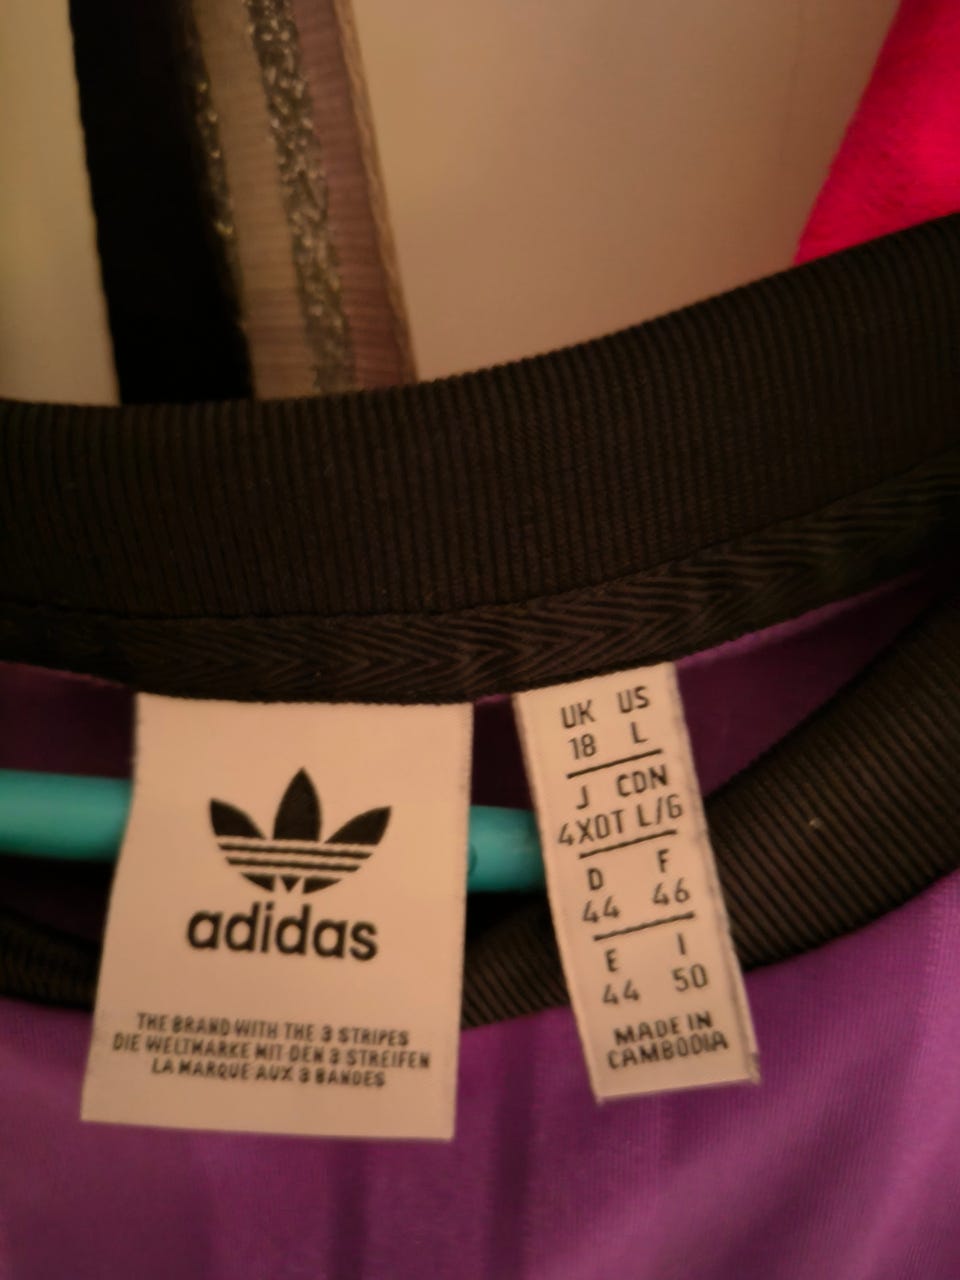 adidas
THE BRAND WITH THE 3 STRIPES
DIE WELTMARKE MIT DEN 3 STREIFEN
LA MARQUE AUX 3 BANDES
UK US
18 L
J CDN
4XOT L/G
D F
44 46
E I
44 50
MADE IN
CAMBODIA